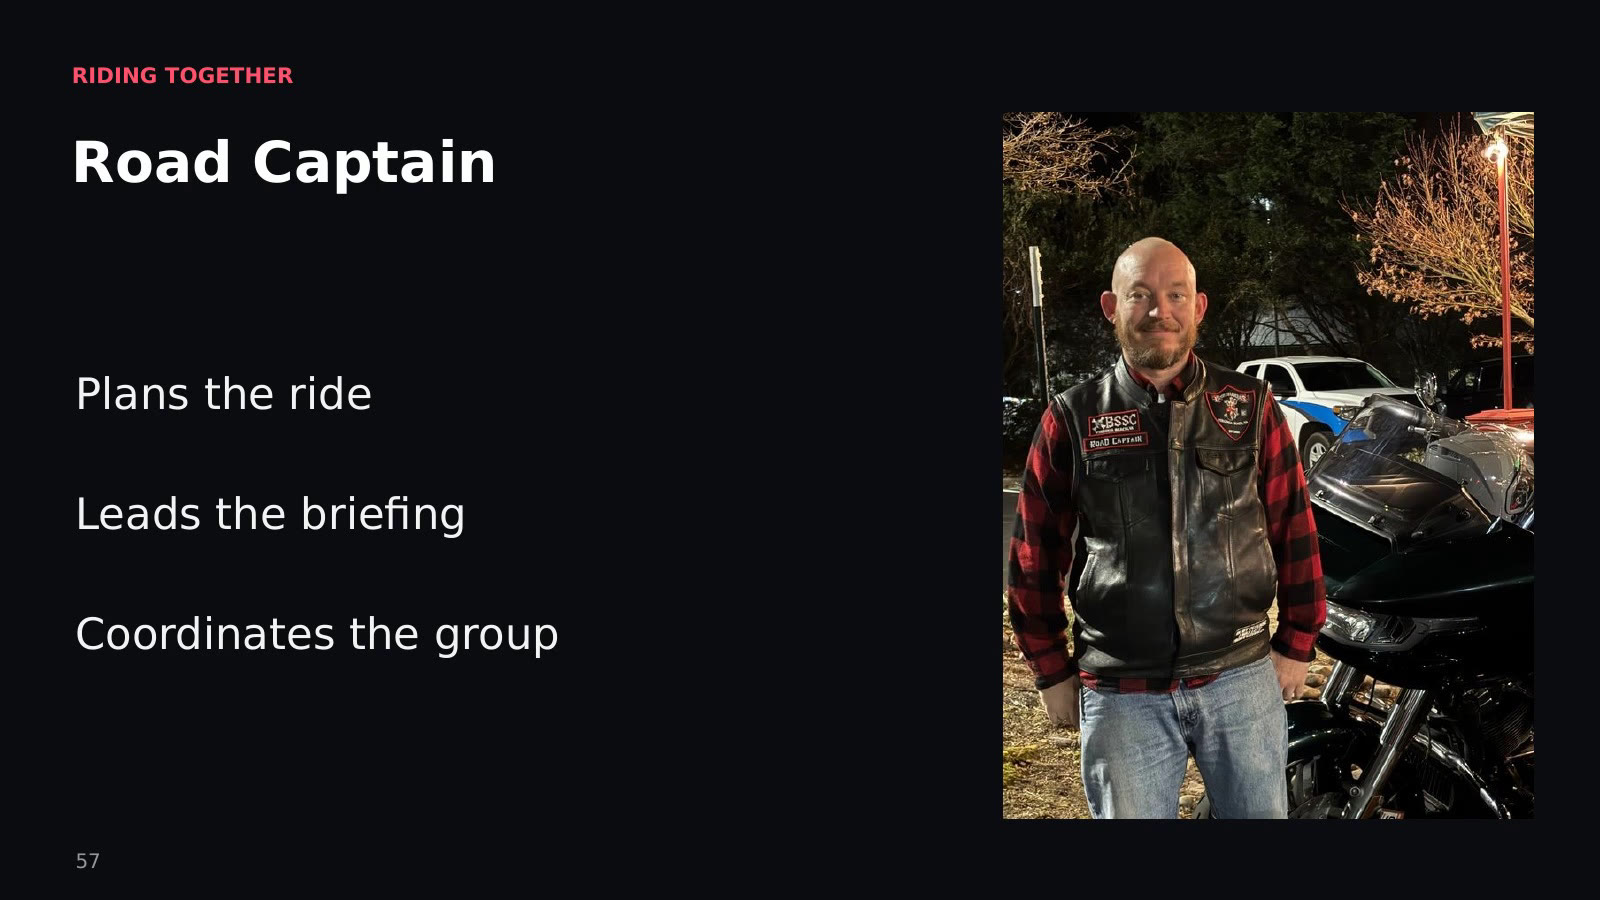 RIDING TOGETHER
Road Captain
Plans the ride
Leads the briefing
Coordinates the group
BSSC
ROAD CAPTAIN
57